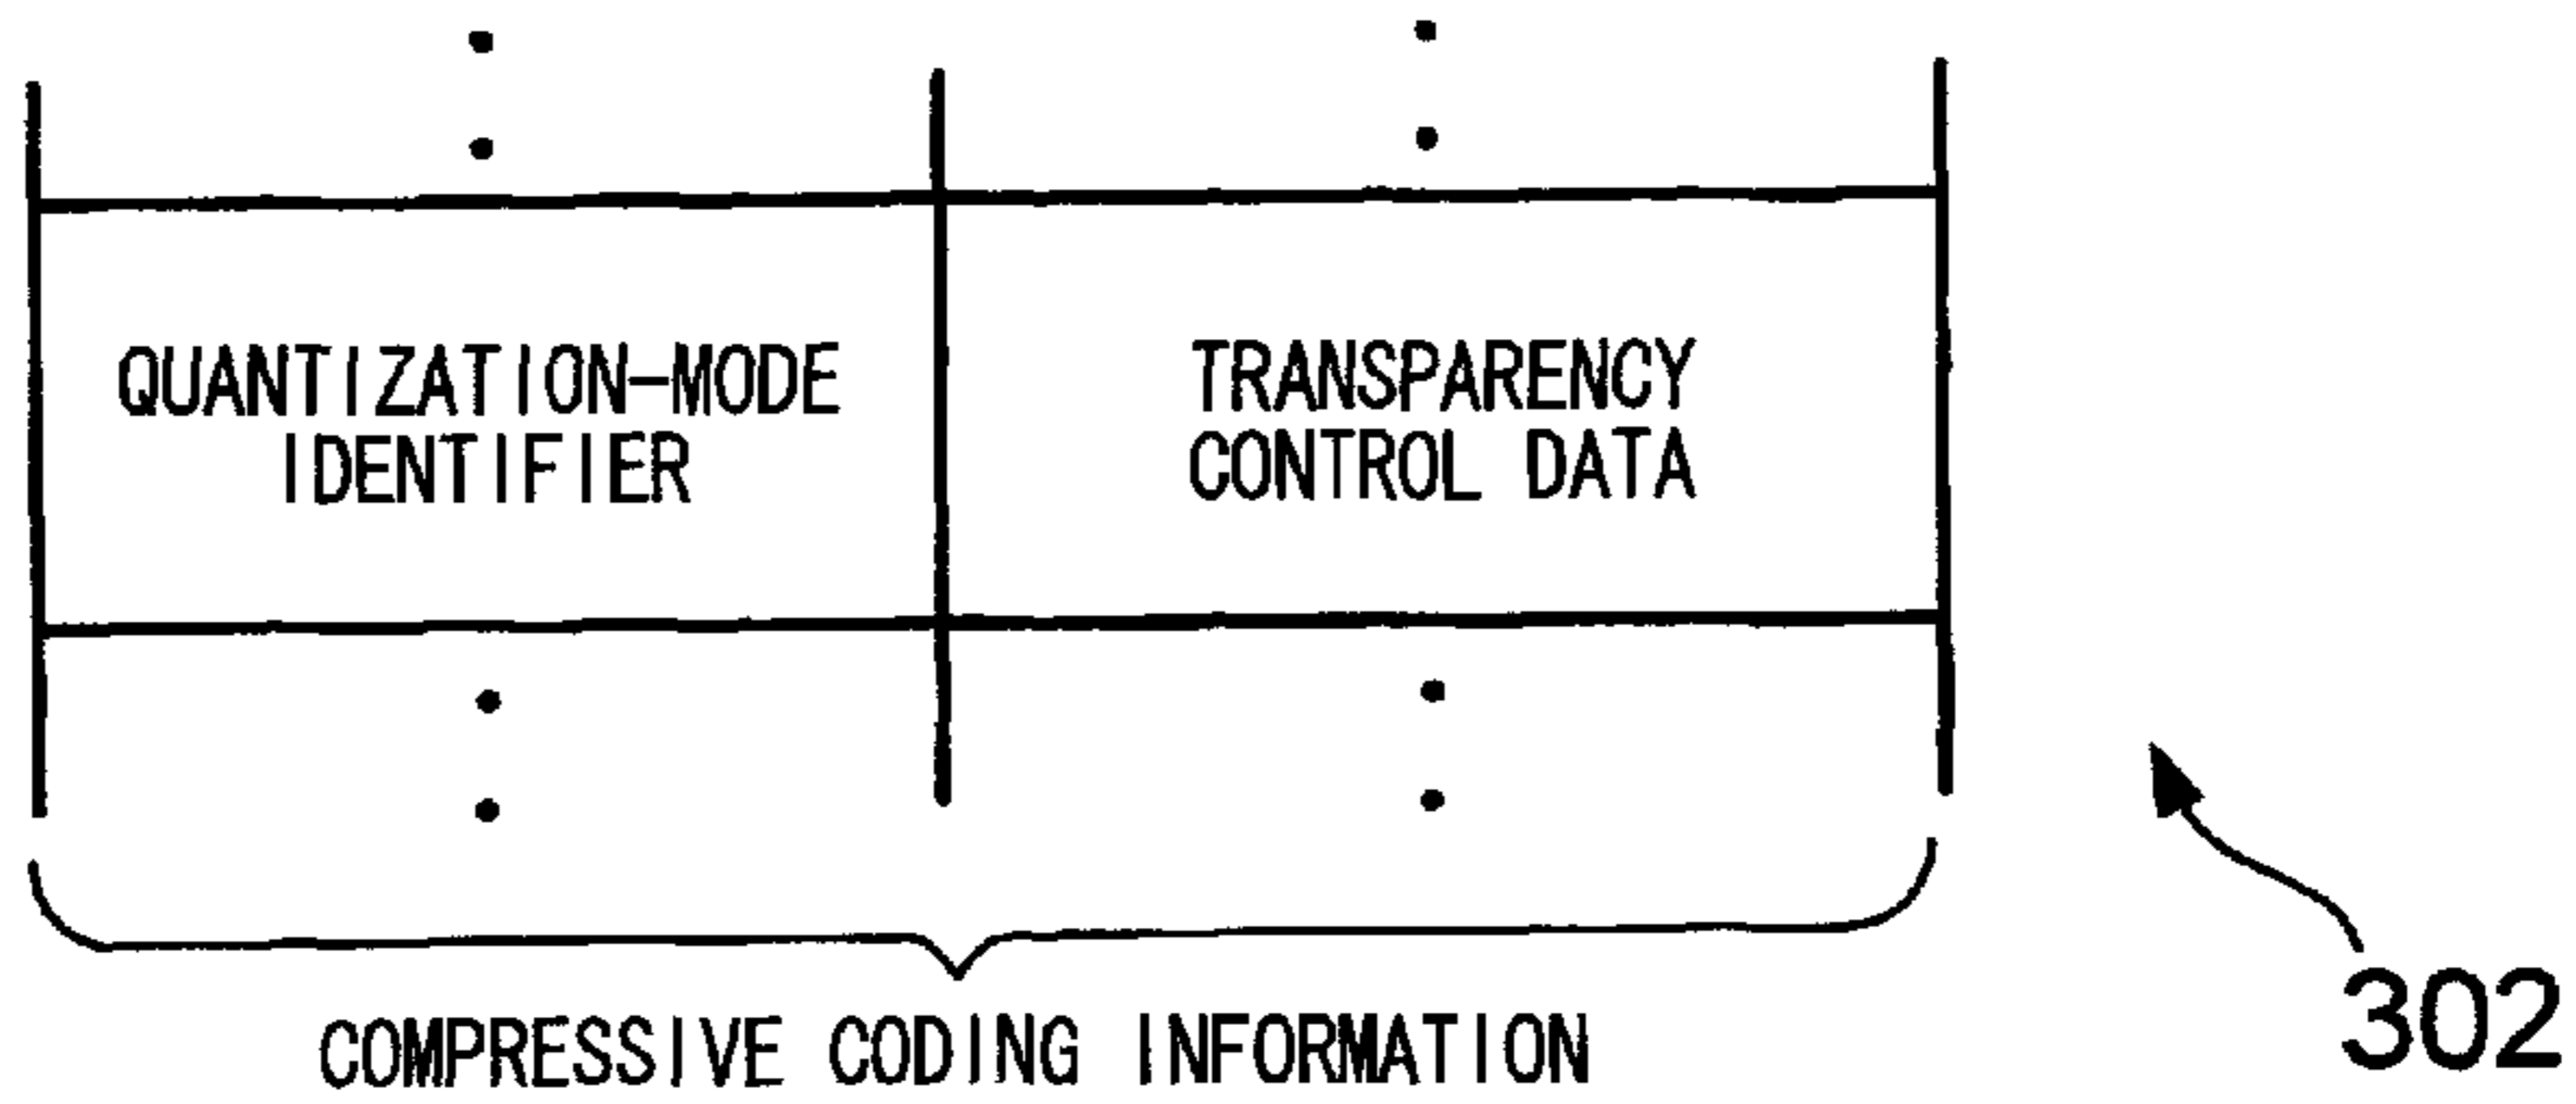 QUANTIZATION-MODE
IDENTIFIER
TRANSPARENCY
CONTROL DATA
COMPRESSIVE CODING INFORMATION
302